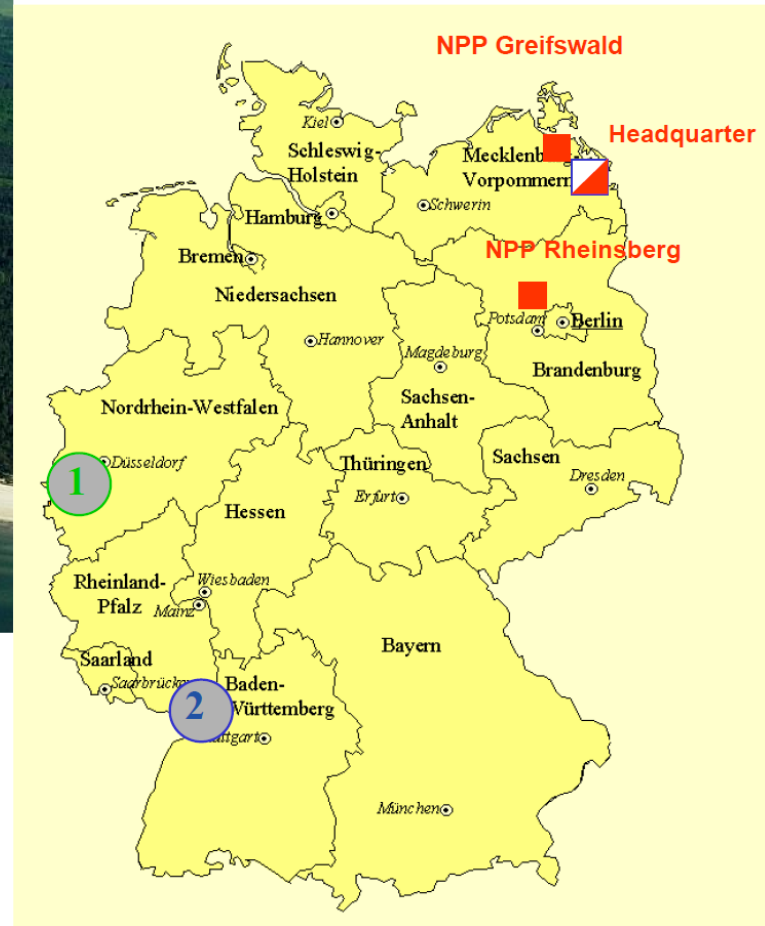 NPP Greifswald
Kiel
Headquarter
Schleswig-
Holstein
Mecklenb
Vorpommern
Schwerin
Hamburg
NPP Rheinsberg
Bremen
Niedersachsen
Potsdam
Berlin
Hannover
Magdeburg
Brandenburg
Sachsen-
Anhalt
Nordrhein-Westfalen
Düsseldorf
1
Thüringen
Sachsen
Dresden
Erfurt
Hessen
Rheinland-
Pfalz
Wiesbaden
Mainz
Bayern
Saarland
Saarbrücke
Baden-
Württemberg
2
ttgart
München